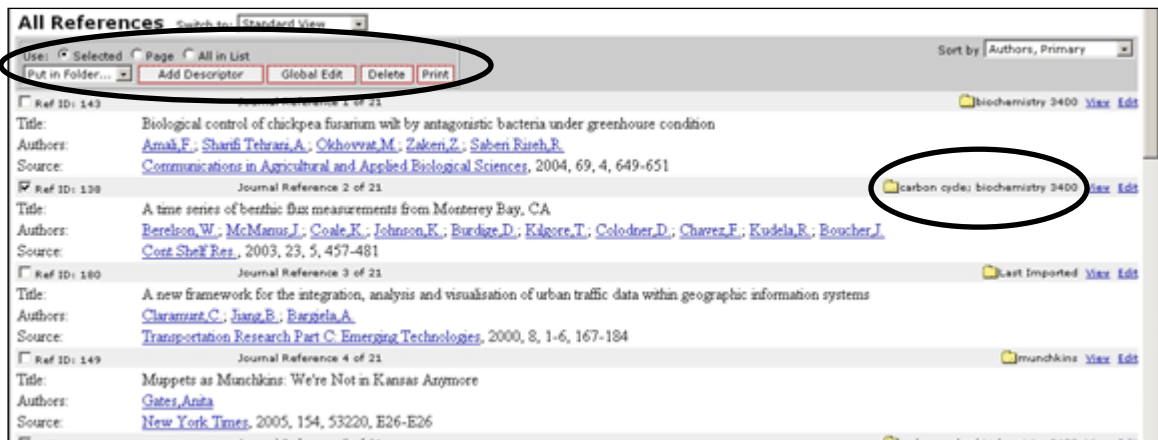 All References Switch to: Standard View
Use: Selected Page All in List Sort by Authors, Primary
Put in Folder... Add Descriptor Global Edit Delete Print
Ref ID: 143 Journal Reference 1 of 21 biochemistry 3400 View Edit
Title: Biological control of chickpea fusarium wilt by antagonistic bacteria under greenhouse condition
Authors: Amali,F.; Sharifi Tehrani,A.; Okhovvat,M.; Zakeri,Z.; Saberi Riseh,R.
Source: Communications in Agricultural and Applied Biological Sciences, 2004, 69, 4, 649-651
Ref ID: 138 Journal Reference 2 of 21 carbon cycle; biochemistry 3400 View Edit
Title: A time series of benthic flux measurements from Monterey Bay, CA
Authors: Berelson,W.; McManus,J.; Coale,K.; Johnson,K.; Burdige,D.; Kilgore,T.; Colodner,D.; Chavez,F.; Kudela,R.; Boucher,J.
Source: Cont.Shelf Res., 2003, 23, 5, 457-481
Ref ID: 180 Journal Reference 3 of 21 Last Imported View Edit
Title: A new framework for the integration, analysis and visualisation of urban traffic data within geographic information systems
Authors: Claramunt,C.; Jiang,B.; Bargiela,A.
Source: Transportation Research Part C: Emerging Technologies, 2000, 8, 1-6, 167-184
Ref ID: 149 Journal Reference 4 of 21 munchkins View Edit
Title: Muppets as Munchkins: We're Not in Kansas Anymore
Authors: Gates,Anita
Source: New York Times, 2005, 154, 53220, E26-E26